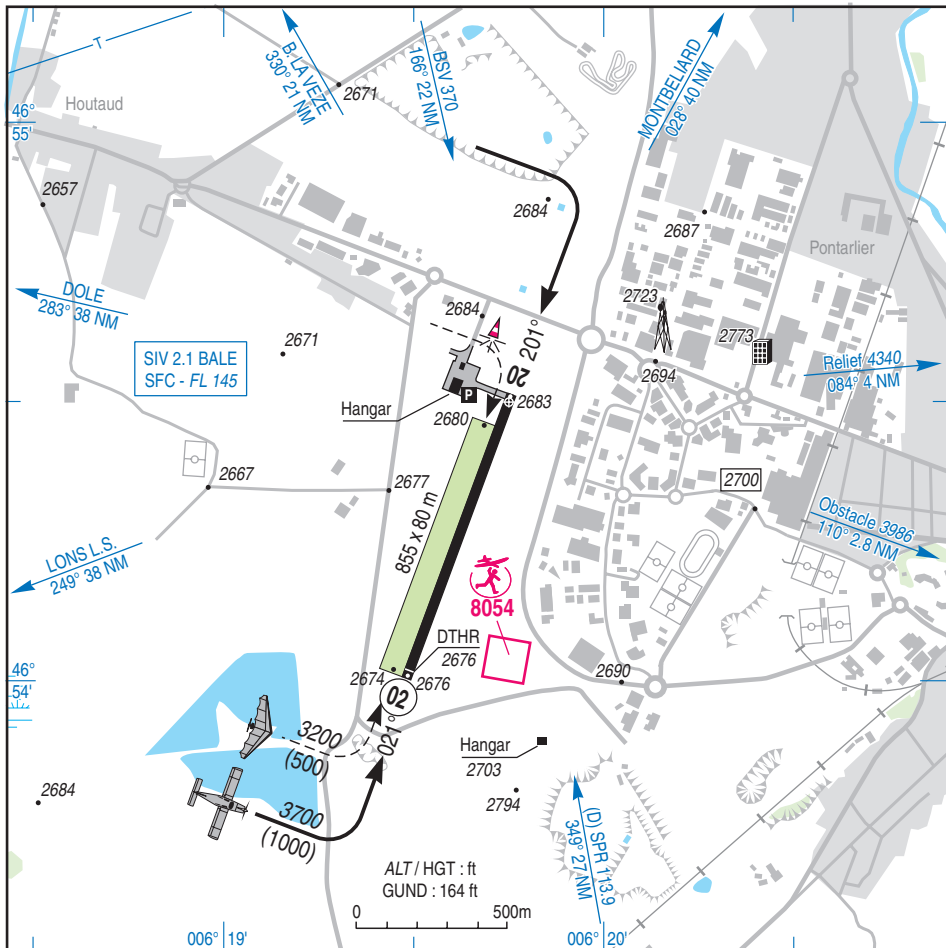 T
B. LA VEZE
330° 21 NM
BSV 370
166° 22 NM
MONTBELIARD
028° 40 NM
Houtaud
2671
46°
55'
2657
2684
2687
Pontarlier
DOLE
283° 38 NM
2684
201°
2723
2671
SIV 2.1 BALE
SFC - FL 145
20
2773
2694
Relief 4340
084° 4 NM
Hangar
P
2683
2680
2667
2677
2700
855 x 80 m
Obstacle 3986
110° 2.8 NM
LONS L.S.
249° 38 NM
8054
DTHR
2676
46°
54'
2674
2676
2690
02
021°
3200
(500)
Hangar
2703
2684
3700
(1000)
2794
(D) SPR 113.9
349° 27 NM
ALT / HGT : ft
GUND : 164 ft
0
500m
006° 19'
006° 20'